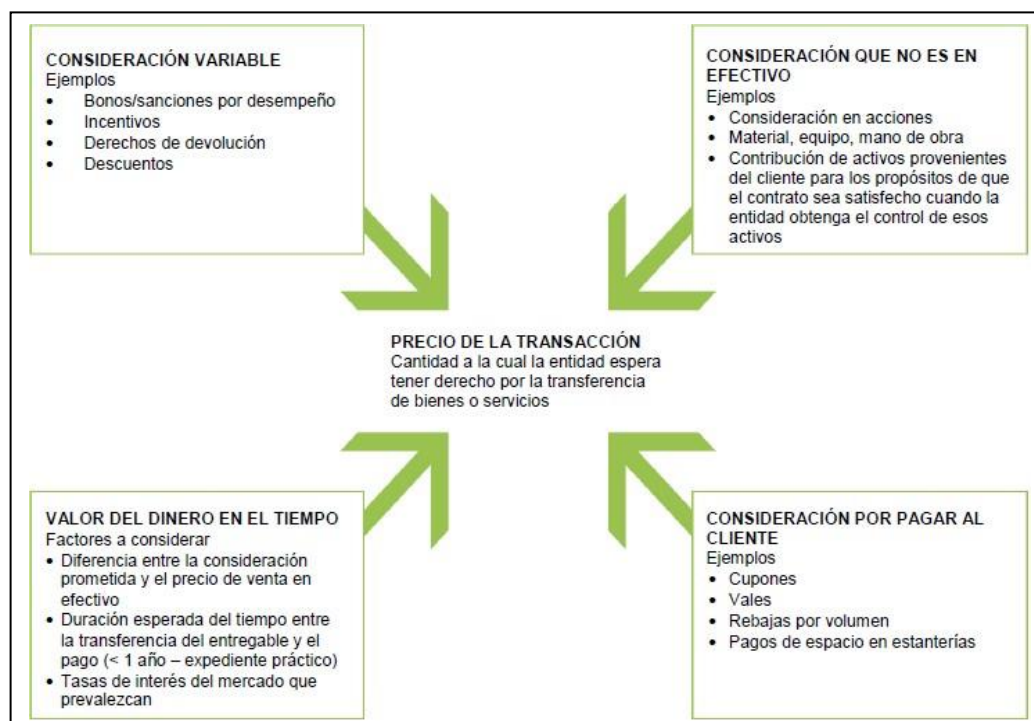 CONSIDERACIÓN VARIABLE
Ejemplos
• Bonos/sanciones por desempeño
• Incentivos
• Derechos de devolución
• Descuentos
CONSIDERACIÓN QUE NO ES EN
EFECTIVO
Ejemplos
• Consideración en acciones
• Material, equipo, mano de obra
• Contribución de activos provenientes
del cliente para los propósitos de que
el contrato sea satisfecho cuando la
entidad obtenga el control de esos
activos
PRECIO DE LA TRANSACCIÓN
Cantidad a la cual la entidad espera
tener derecho por la transferencia
de bienes o servicios
VALOR DEL DINERO EN EL TIEMPO
Factores a considerar
• Diferencia entre la consideración
prometida y el precio de venta en
efectivo
• Duración esperada del tiempo entre
la transferencia del entregable y el
pago (< 1 año – expediente práctico)
• Tasas de interés del mercado que
prevalezcan
CONSIDERACIÓN POR PAGAR AL
CLIENTE
Ejemplos
• Cupones
• Vales
• Rebajas por volumen
• Pagos de espacio en estanterías